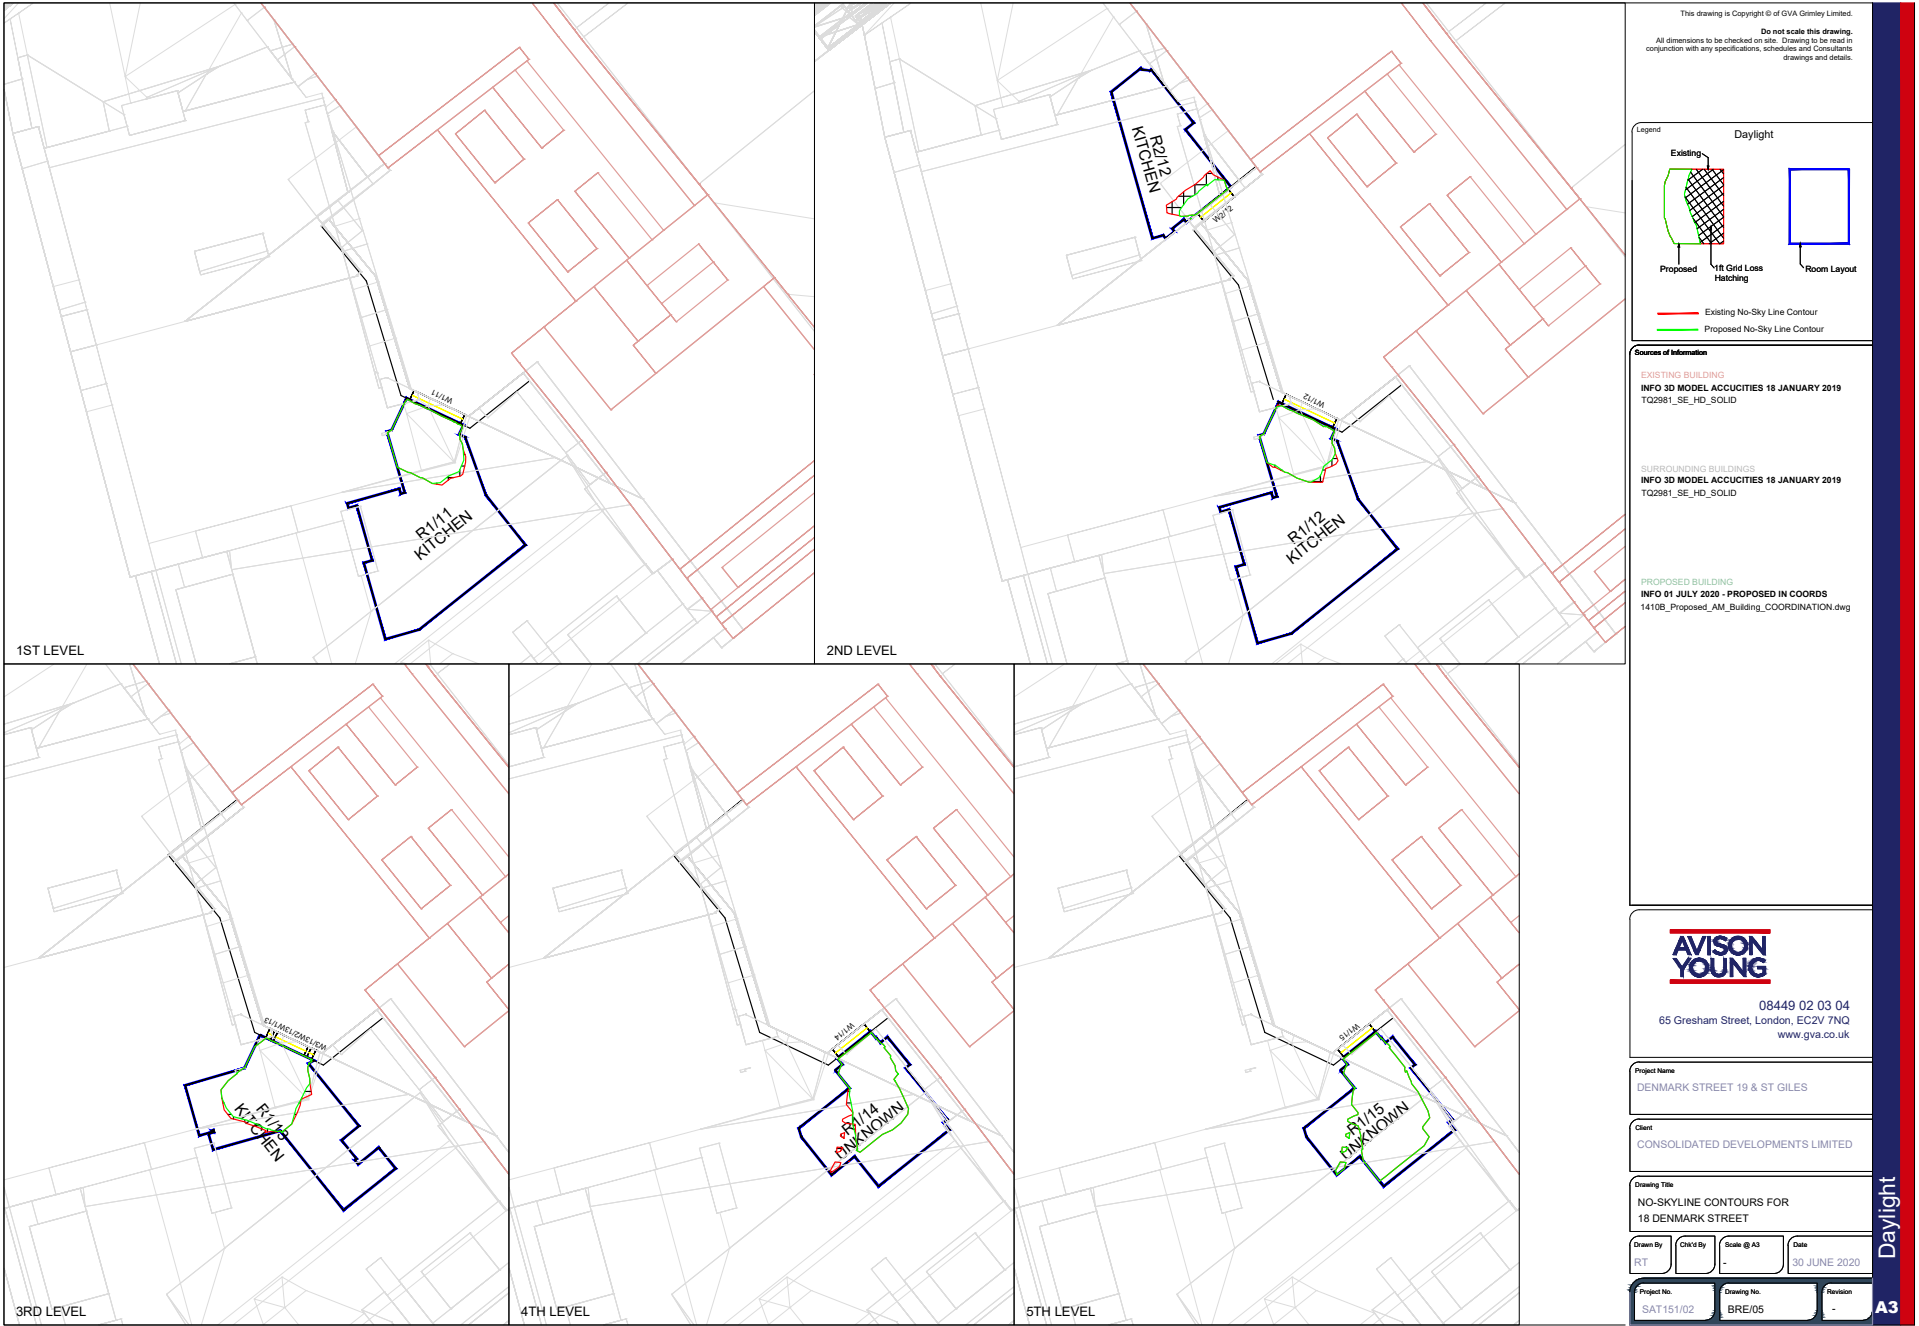 W1/11
R1/11
KITCHEN
1ST LEVEL
R2/12
KITCHEN
W2/12
W1/12
R1/12
KITCHEN
2ND LEVEL
W3/13W2/13W1/13
R1/13
KITCHEN
3RD LEVEL
W1/14
R1/14
UNKNOWN
4TH LEVEL
W1/15
R1/15
UNKNOWN
5TH LEVEL
This drawing is Copyright © of GVA Grimley Limited.
Do not scale this drawing.
All dimensions to be checked on site. Drawing to be read in
conjunction with any specifications, schedules and Consultants
drawings and details.
Legend
Daylight
Existing
Proposed
1ft Grid Loss
Hatching
Room Layout
Existing No-Sky Line Contour
Proposed No-Sky Line Contour
Sources of Information
EXISTING BUILDING
INFO 3D MODEL ACCUCITIES 18 JANUARY 2019
TQ2981_SE_HD_SOLID
SURROUNDING BUILDINGS
INFO 3D MODEL ACCUCITIES 18 JANUARY 2019
TQ2981_SE_HD_SOLID
PROPOSED BUILDING
INFO 01 JULY 2020 - PROPOSED IN COORDS
1410B_Proposed_AM_Building_COORDINATION.dwg
AVISON
YOUNG
08449 02 03 04
65 Gresham Street, London, EC2V 7NQ
www.gva.co.uk
Project Name
DENMARK STREET 19 & ST GILES
Client
CONSOLIDATED DEVELOPMENTS LIMITED
Drawing Title
NO-SKYLINE CONTOURS FOR
18 DENMARK STREET
Drawn By
RT
Chk'd By
Scale @ A3
-
Date
30 JUNE 2020
Project No.
SAT151/02
Drawing No.
BRE/05
Revision
-
Daylight
A3